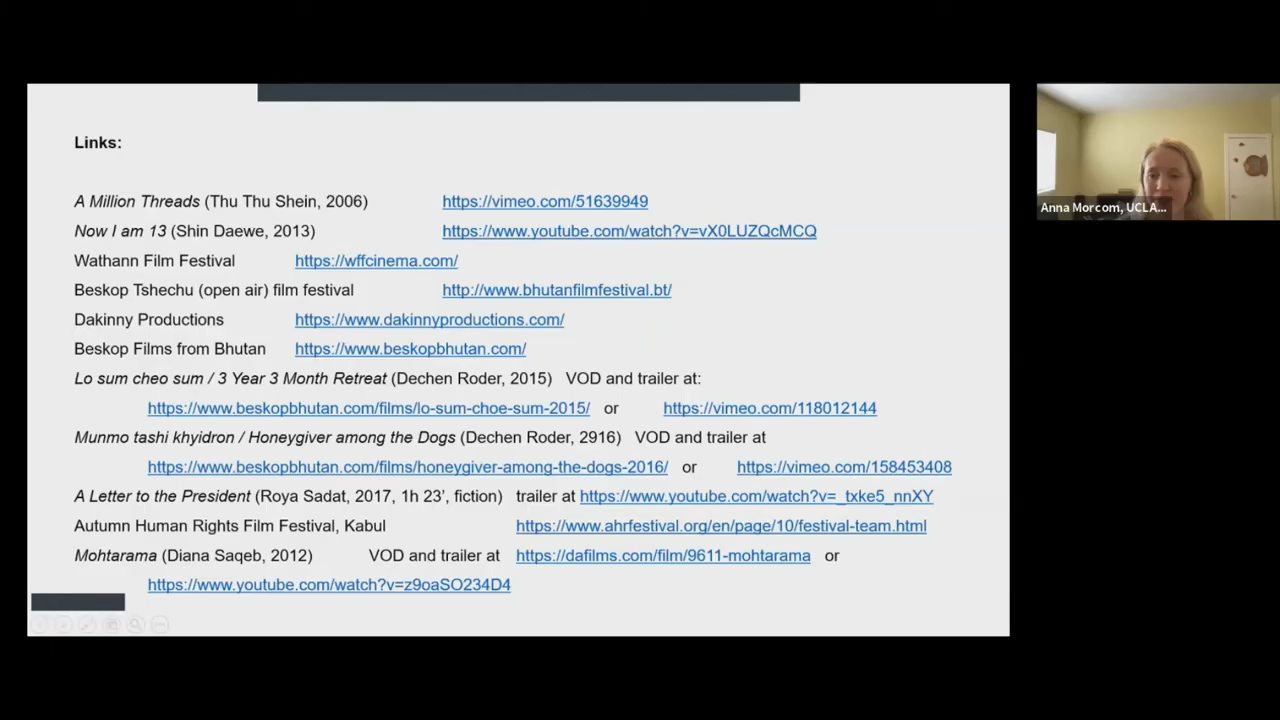 Links:
A Million Threads (Thu Thu Shein, 2006) https://vimeo.com/51639949
Now I am 13 (Shin Daewe, 2013) https://www.youtube.com/watch?v=vX0LUZQcMCQ
Wathann Film Festival https://wffcinema.com/
Beskop Tshechu (open air) film festival http://www.bhutanfilmfestival.bt/
Dakinny Productions https://www.dakinnyproductions.com/
Beskop Films from Bhutan https://www.beskopbhutan.com/
Lo sum cheo sum / 3 Year 3 Month Retreat (Dechen Roder, 2015) VOD and trailer at:
https://www.beskopbhutan.com/films/lo-sum-choe-sum-2015/ or https://vimeo.com/118012144
Munmo tashi khyidron / Honeygiver among the Dogs (Dechen Roder, 2916) VOD and trailer at
https://www.beskopbhutan.com/films/honeygiver-among-the-dogs-2016/ or https://vimeo.com/158453408
A Letter to the President (Roya Sadat, 2017, 1h 23’, fiction) trailer at https://www.youtube.com/watch?v=_txke5_nnXY
Autumn Human Rights Film Festival, Kabul https://www.ahrfestival.org/en/page/10/festival-team.html
Mohtarama (Diana Saqeb, 2012) VOD and trailer at https://dafilms.com/film/9611-mohtarama or
https://www.youtube.com/watch?v=z9oaSO234D4
Anna Morcom, UCLA...